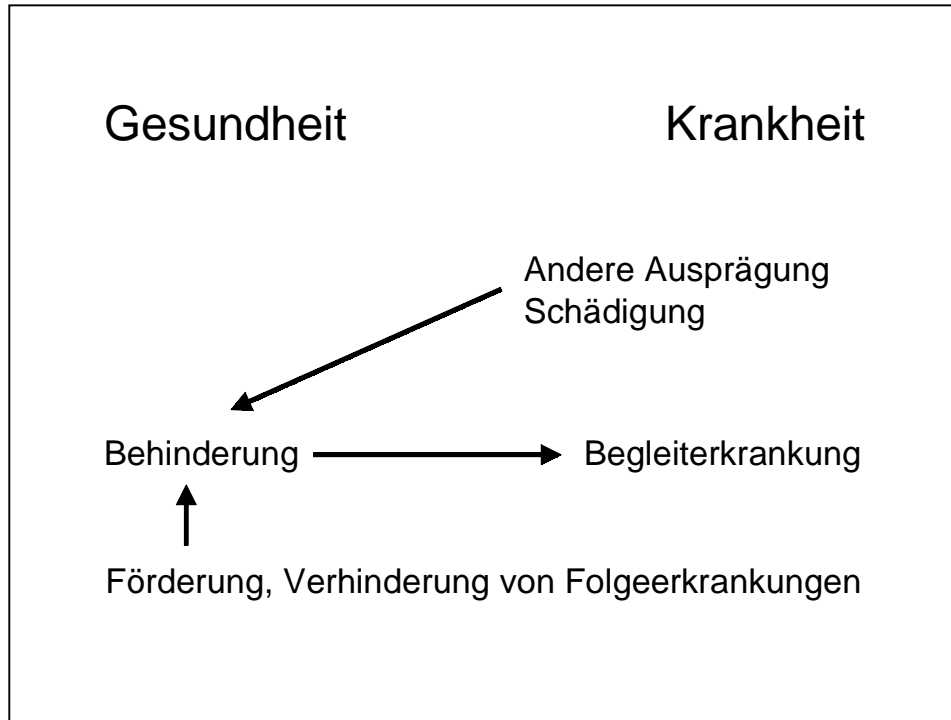 Gesundheit Krankheit
Andere Ausprägung
Schädigung
Behinderung Begleiterkrankung
Förderung, Verhinderung von Folgeerkrankungen